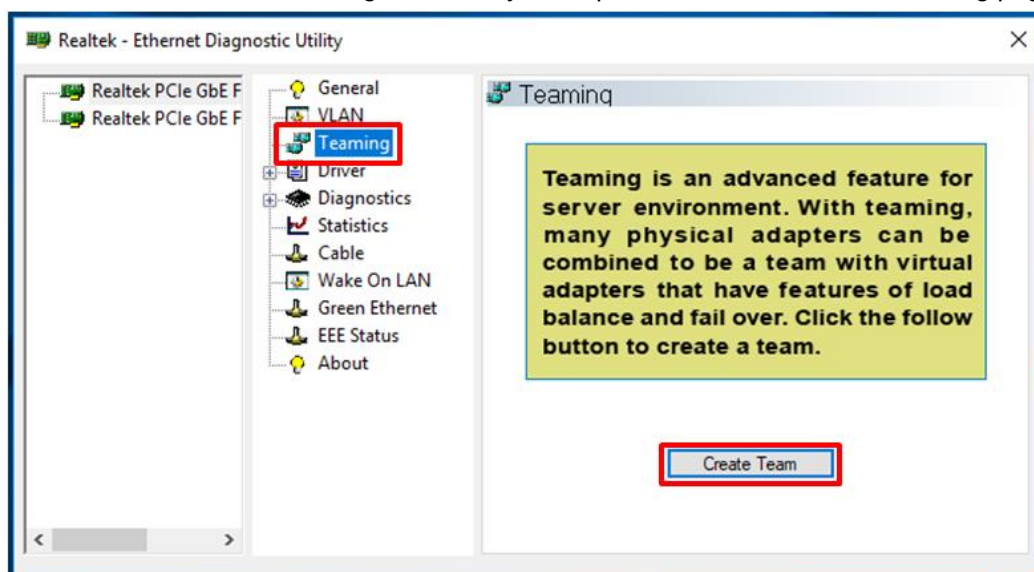 Realtek - Ethernet Diagnostic Utility
Realtek PCIe GbE F
Realtek PCIe GbE F
General
VLAN
Teaming
Driver
Diagnostics
Statistics
Cable
Wake On LAN
Green Ethernet
EEE Status
About
Teaming
Teaming is an advanced feature for
server environment. With teaming,
many physical adapters can be
combined to be a team with virtual
adapters that have features of load
balance and fail over. Click the follow
button to create a team.
Create Team